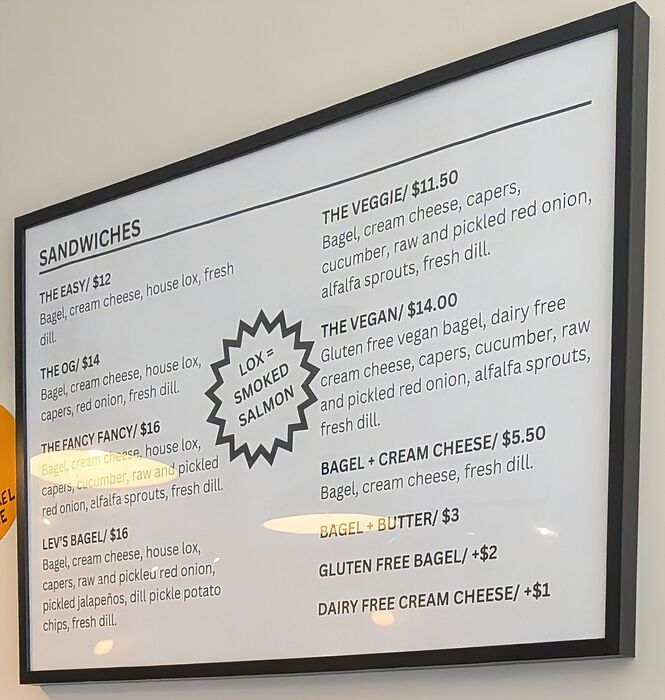 SANDWICHES
THE EASY/ $12
Bagel, cream cheese, house lox, fresh
dill.
THE OG/ $14
Bagel, cream cheese, house lox,
capers, red onion, fresh dill.
THE FANCY FANCY/ $16
Bagel, cream cheese, house lox,
capers, cucumber, raw and pickled
red onion, alfalfa sprouts, fresh dill.
LEV'S BAGEL/ $16
Bagel, cream cheese, house lox,
capers, raw and pickled red onion,
pickled jalapeños, dill pickle potato
chips, fresh dill.
LOX =
SMOKED
SALMON
THE VEGGIE/ $11.50
Bagel, cream cheese, capers,
cucumber, raw and pickled red onion,
alfalfa sprouts, fresh dill.
THE VEGAN/ $14.00
Gluten free vegan bagel, dairy free
cream cheese, capers, cucumber, raw
and pickled red onion, alfalfa sprouts,
fresh dill.
BAGEL + CREAM CHEESE/ $5.50
Bagel, cream cheese, fresh dill.
BAGEL + BUTTER/ $3
GLUTEN FREE BAGEL/ +$2
DAIRY FREE CREAM CHEESE/ +$1